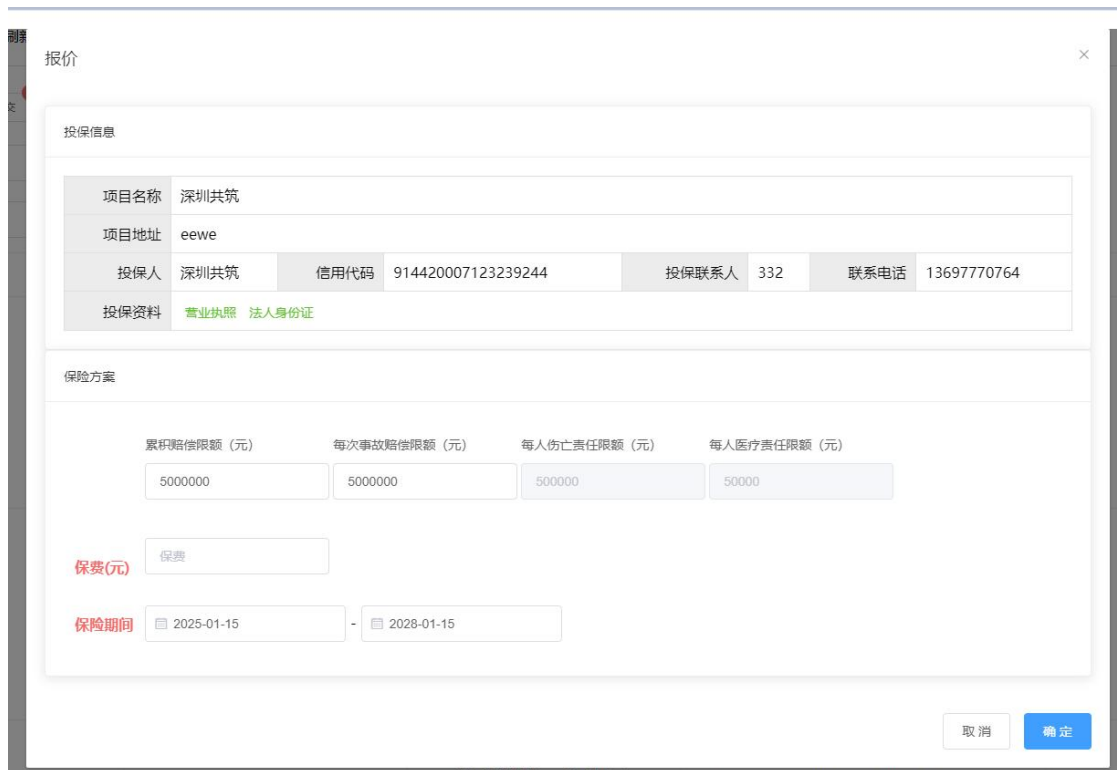 刷新
报价
交
投保信息
项目名称 深圳共筑
项目地址 eewe
投保人 深圳共筑 信用代码 914420007123239244 投保联系人 332 联系电话 13697770764
投保资料 营业执照 法人身份证
保险方案
累积赔偿限额（元） 每次事故赔偿限额（元） 每人伤亡责任限额（元） 每人医疗责任限额（元）
5000000 5000000 500000 50000
保费(元) 保费
保险期间 2025-01-15 - 2028-01-15
取消 确定